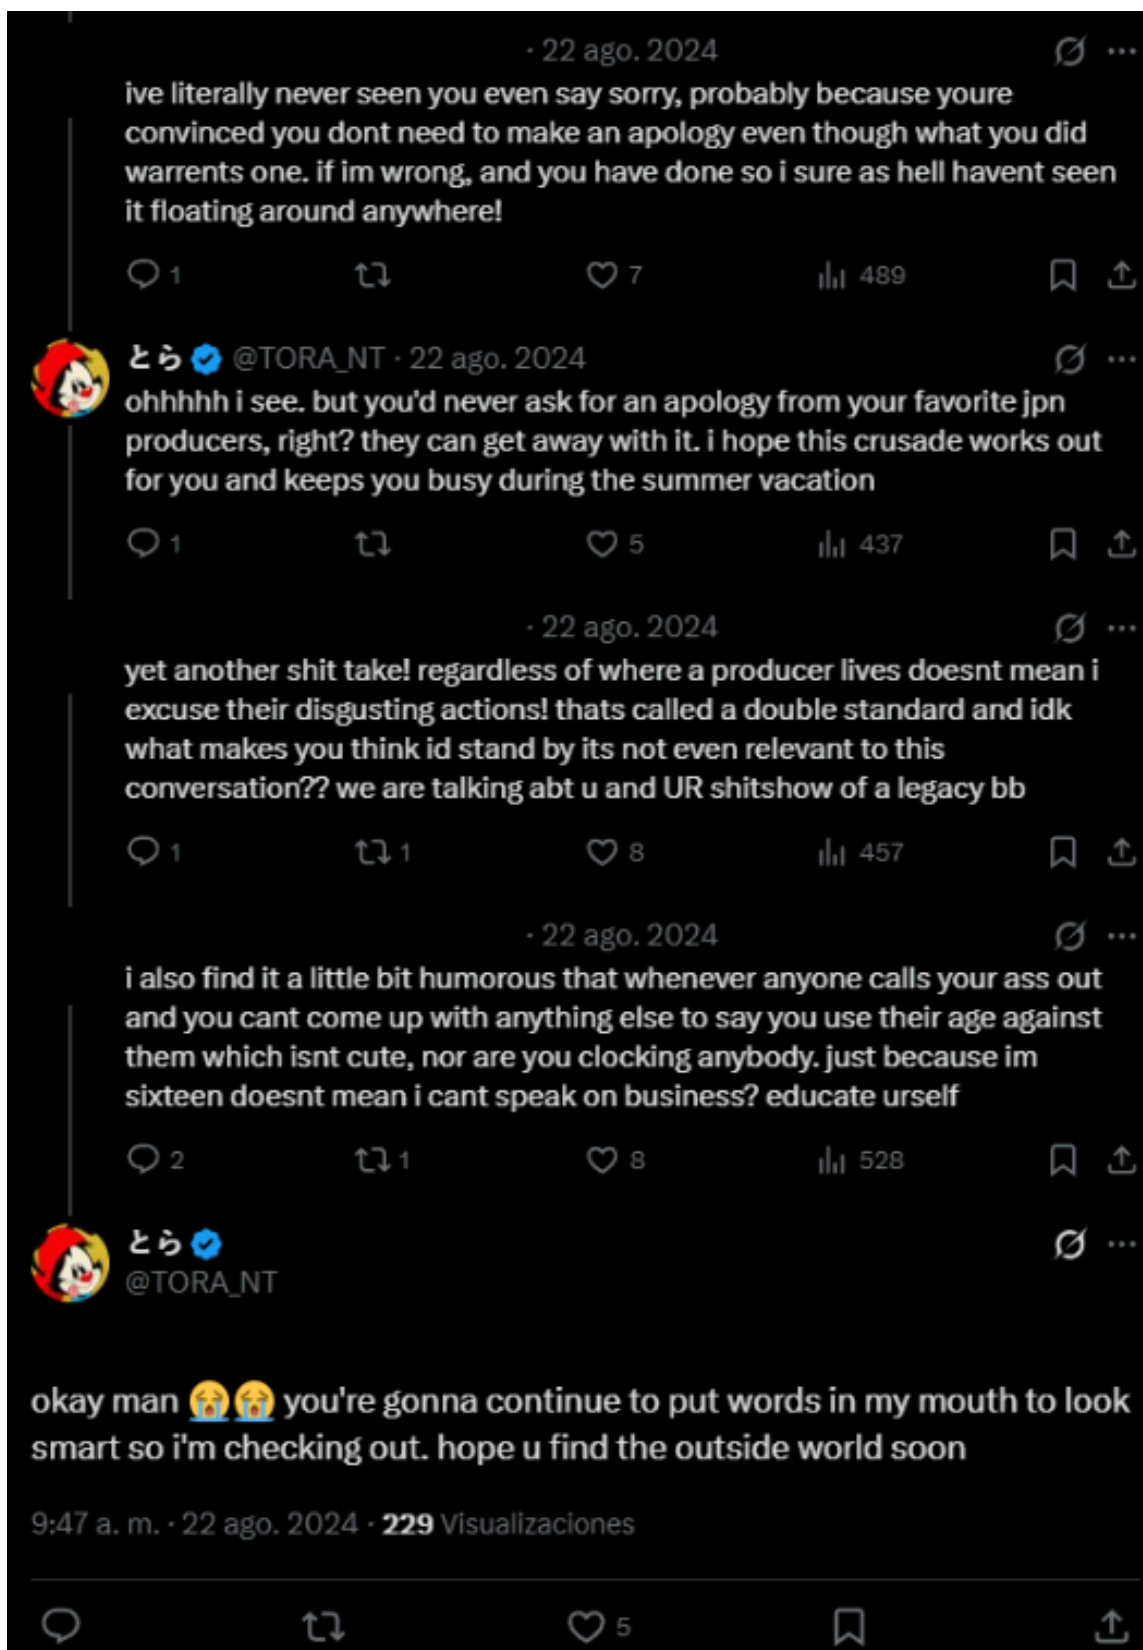 · 22 ago. 2024
ive literally never seen you even say sorry, probably because youre
convinced you dont need to make an apology even though what you did
warrents one. if im wrong, and you have done so i sure as hell havent seen
it floating around anywhere!
1 7 489
とら @TORA_NT · 22 ago. 2024
ohhhhh i see. but you'd never ask for an apology from your favorite jpn
producers, right? they can get away with it. i hope this crusade works out
for you and keeps you busy during the summer vacation
1 5 437
· 22 ago. 2024
yet another shit take! regardless of where a producer lives doesnt mean i
excuse their disgusting actions! thats called a double standard and idk
what makes you think id stand by its not even relevant to this
conversation?? we are talking abt u and UR shitshow of a legacy bb
1 1 8 457
· 22 ago. 2024
i also find it a little bit humorous that whenever anyone calls your ass out
and you cant come up with anything else to say you use their age against
them which isnt cute, nor are you clocking anybody. just because im
sixteen doesnt mean i cant speak on business? educate urself
2 1 8 528
とら
@TORA_NT
okay man 😭😭 you're gonna continue to put words in my mouth to look
smart so i'm checking out. hope u find the outside world soon
9:47 a. m. · 22 ago. 2024 · 229 Visualizaciones
5